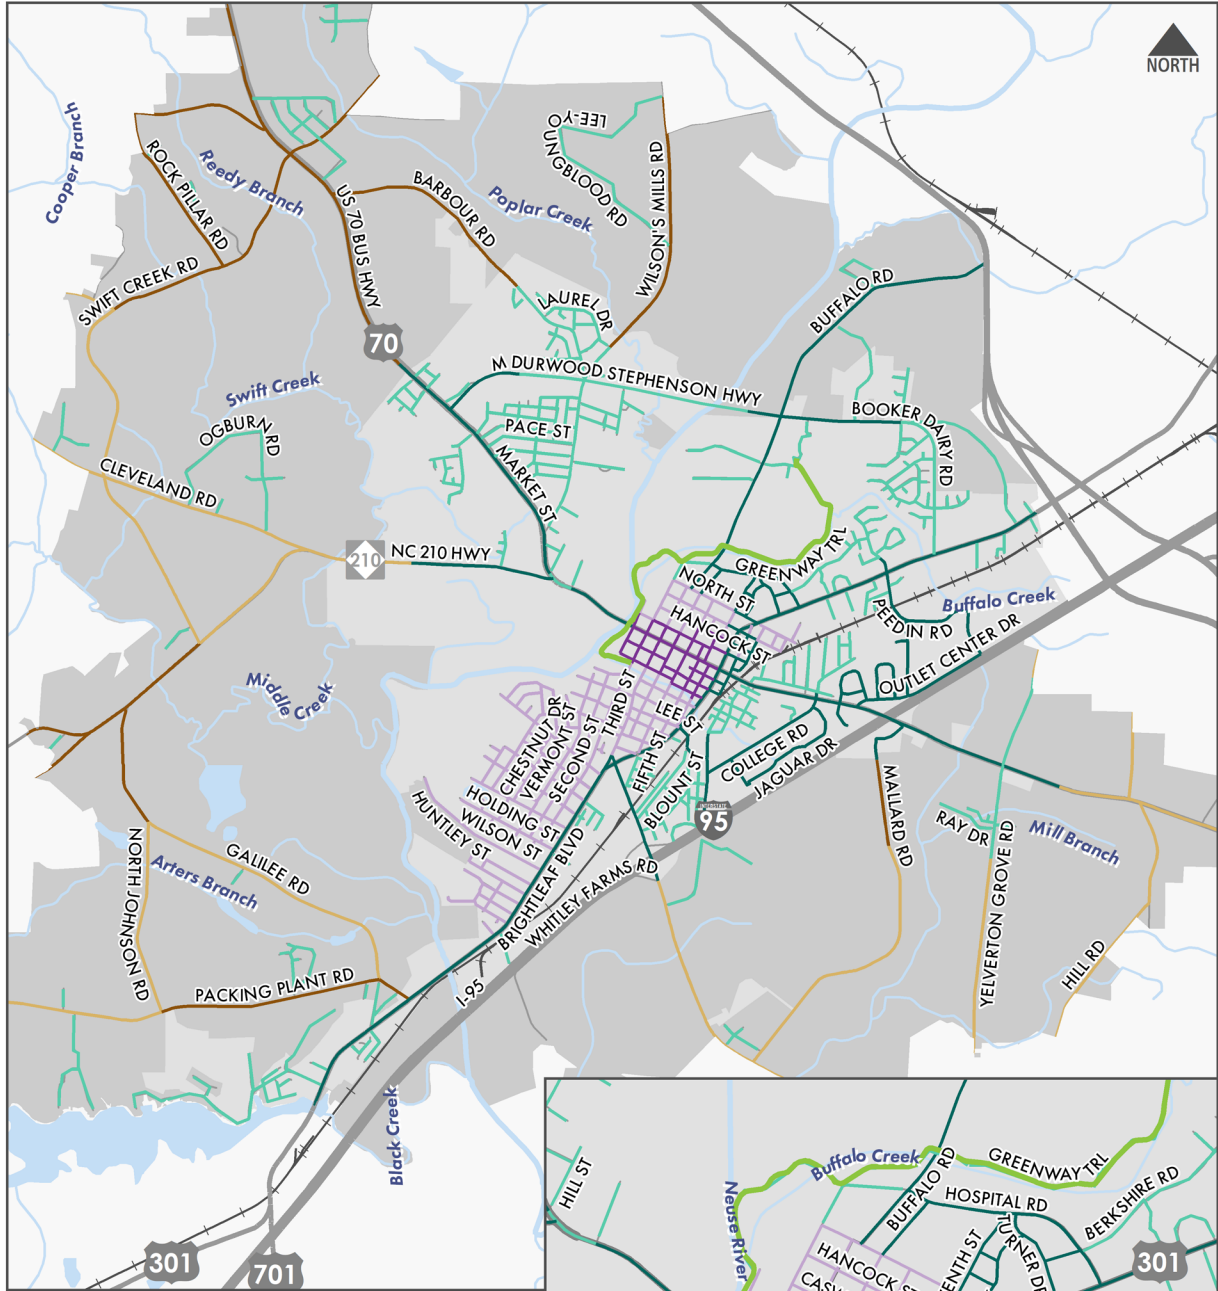 NORTH
LEE-YOUNGBLOOD RD
Cooper Branch
ROCK PILLAR RD
Reedy Branch
WILSON'S MILLS RD
BARBOUR RD
Poplar Creek
US 70 BUS HWY
SWIFT CREEK RD
BUFFALO RD
LAUREL DR
70
M DURWOOD STEPHENSON HWY
Swift Creek
BOOKER DAIRY RD
OGBURN RD
PACE ST
CLEVELAND RD
MARKET ST
210
NC 210 HWY
GREENWAY TRL
NORTH ST
Buffalo Creek
HANCOCK ST
PEEDIN RD
OUTLET CENTER DR
Middle Creek
THIRD ST
LEE ST
CHESTNUT DR
VERMONT ST
SECOND ST
FIFTH ST
COLLEGE RD
JAGUAR DR
BLOUNT ST
HOLDING ST
WILSON ST
HUNTLEY ST
INTERSTATE
95
MALLARD RD
RAY DR
Mill Branch
YELVERTON GROVE RD
NORTH JOHNSON RD
GALILEE RD
Arters Branch
BRIGHTLEAF BLVD
WHITLEY FARMS RD
HILL RD
PACKING PLANT RD
I-95
Black Creek
301
701
HILL ST
Buffalo Creek
GREENWAY TRL
BUFFALO RD
HOSPITAL RD
BERKSHIRE RD
Neuse River
HANCOCK ST
TURNER DR
301